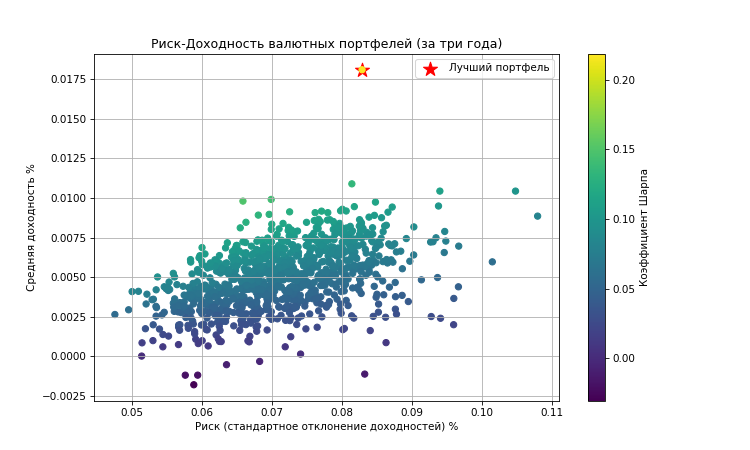 Риск-Доходность валютных портфелей (за три года)
Лучший портфель
Средняя доходность %
0.0175
0.0150
0.0125
0.0100
0.0075
0.0050
0.0025
0.0000
−0.0025
0.05 0.06 0.07 0.08 0.09 0.10 0.11
Риск (стандартное отклонение доходностей) %
0.20
0.15
0.10
0.05
0.00
Коэффициент Шарпа